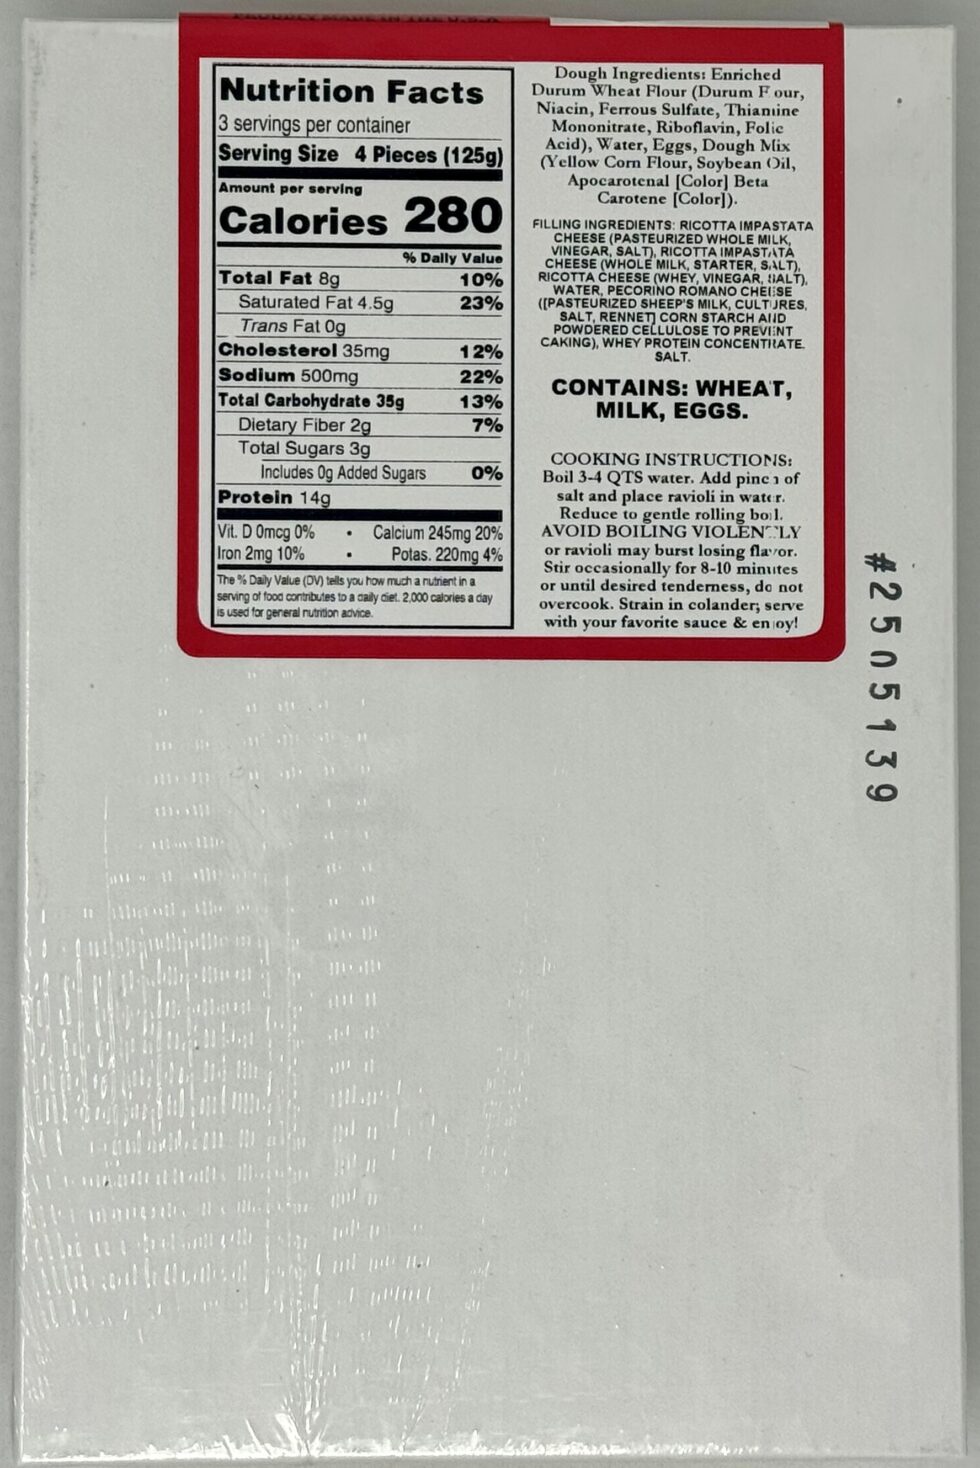 PROUDLY MADE IN THE U.S.A
Nutrition Facts
3 servings per container
Serving Size 4 Pieces (125g)
Amount per serving
Calories 280
% Daily Value
Total Fat 8g 10%
Saturated Fat 4.5g 23%
Trans Fat 0g
Cholesterol 35mg 12%
Sodium 500mg 22%
Total Carbohydrate 35g 13%
Dietary Fiber 2g 7%
Total Sugars 3g
Includes 0g Added Sugars 0%
Protein 14g
Vit. D 0mcg 0% • Calcium 245mg 20%
Iron 2mg 10% • Potas. 220mg 4%
The % Daily Value (DV) tells you how much a nutrient in a
serving of food contributes to a daily diet. 2,000 calories a day
is used for general nutrition advice.
Dough Ingredients: Enriched
Durum Wheat Flour (Durum Flour,
Niacin, Ferrous Sulfate, Thiamine
Mononitrate, Riboflavin, Folic
Acid), Water, Eggs, Dough Mix
(Yellow Corn Flour, Soybean Oil,
Apocarotenal [Color] Beta
Carotene [Color]).
FILLING INGREDIENTS: RICOTTA IMPASTATA
CHEESE (PASTEURIZED WHOLE MILK,
VINEGAR, SALT), RICOTTA IMPASTATA
CHEESE (WHOLE MILK, STARTER, SALT),
RICOTTA CHEESE (WHEY, VINEGAR, SALT),
WATER, PECORINO ROMANO CHEESE
([PASTEURIZED SHEEP'S MILK, CULTURES,
SALT, RENNET] CORN STARCH AND
POWDERED CELLULOSE TO PREVENT
CAKING), WHEY PROTEIN CONCENTRATE.
SALT.
CONTAINS: WHEAT,
MILK, EGGS.
COOKING INSTRUCTIONS:
Boil 3-4 QTS water. Add pinch of
salt and place ravioli in water.
Reduce to gentle rolling boil.
AVOID BOILING VIOLENTLY
or ravioli may burst losing flavor.
Stir occasionally for 8-10 minutes
or until desired tenderness, do not
overcook. Strain in colander; serve
with your favorite sauce & enjoy!
#2505139